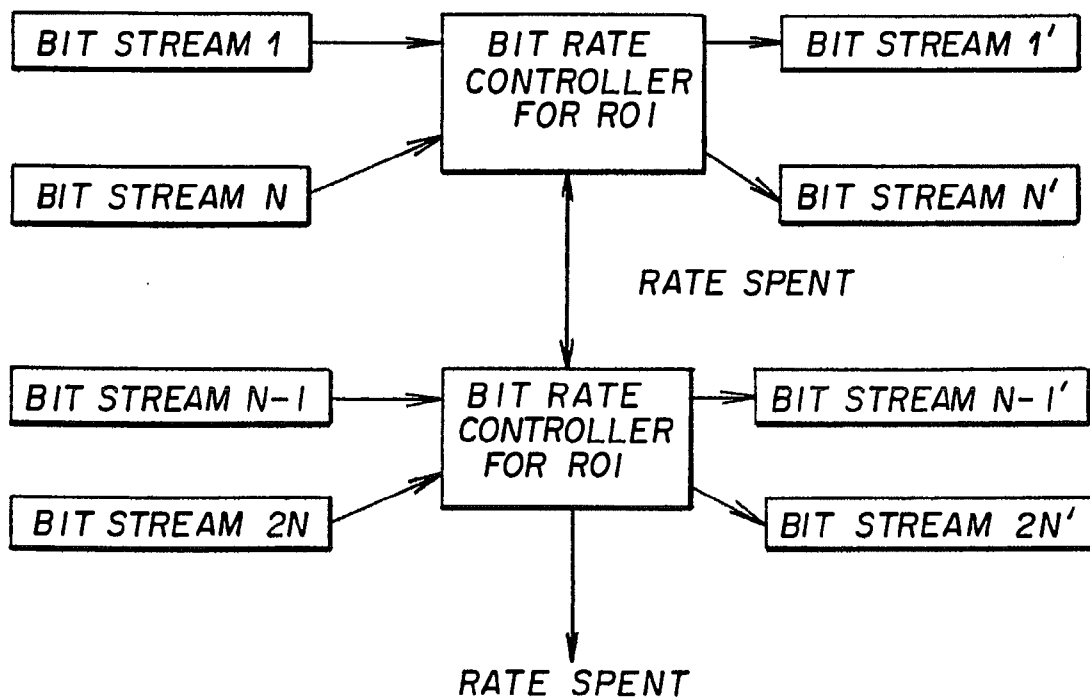 BIT STREAM 1
BIT RATE
CONTROLLER
FOR ROI
BIT STREAM 1'
BIT STREAM N
BIT STREAM N'
RATE SPENT
BIT STREAM N-1
BIT RATE
CONTROLLER
FOR ROI
BIT STREAM N-1'
BIT STREAM 2N
BIT STREAM 2N'
RATE SPENT